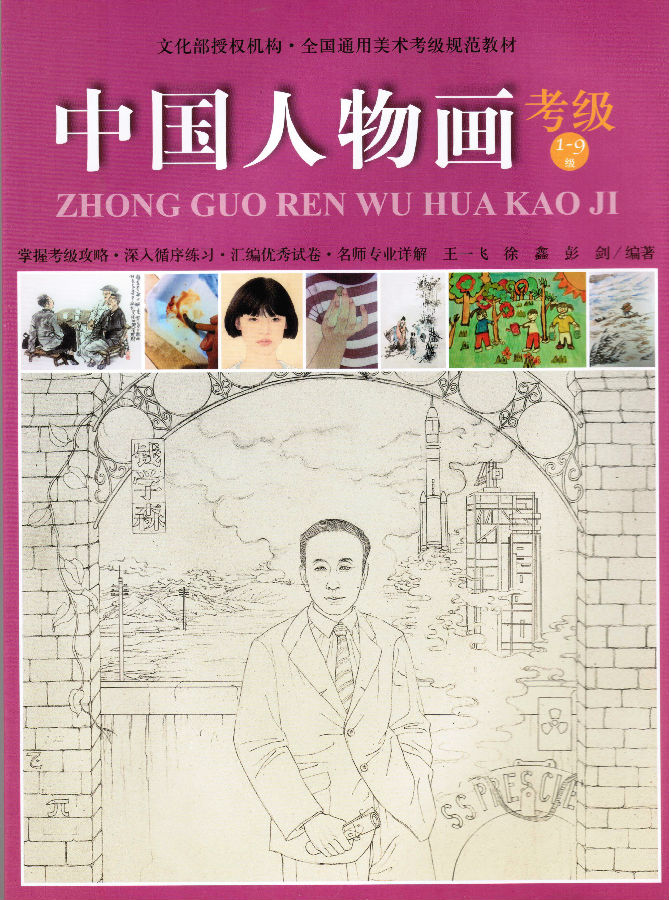 文化部授权机构·全国通用美术考级规范教材
中国人物画 考级
1-9
级
ZHONG GUO REN WU HUA KAO JI
掌握考级攻略·深入循序练习·汇编优秀试卷·名师专业详解 王一飞 徐鑫 彭剑/编著
钱学森
SS PRESCLE